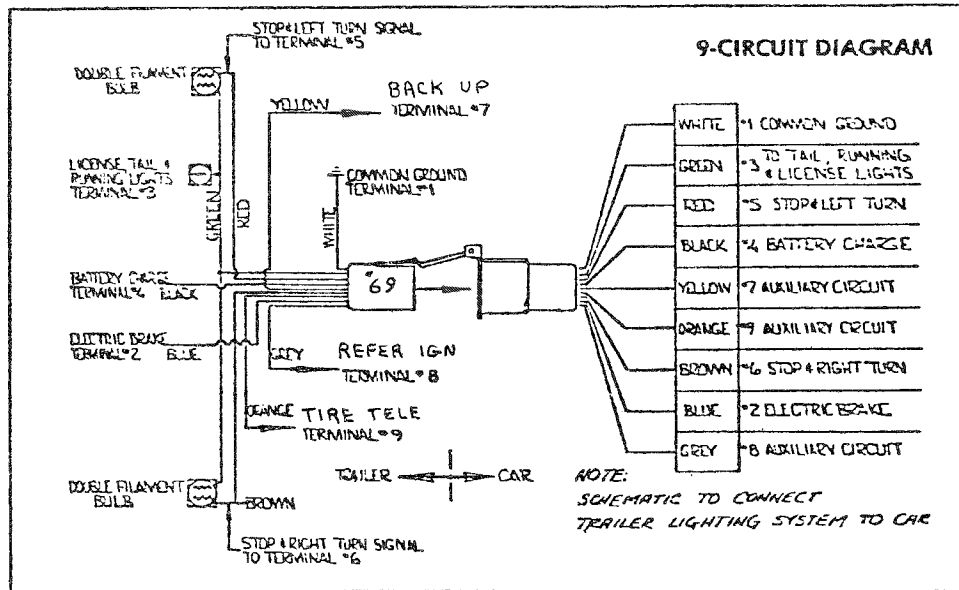 9-CIRCUIT DIAGRAM
STOP & LEFT TURN SIGNAL
TO TERMINAL #5
DOUBLE FILAMENT
BULB
YELLOW
BACK UP
TERMINAL #7
LICENSE, TAIL &
RUNNING LIGHTS
TERMINAL #3
GREEN
RED
WHITE
COMMON GROUND
TERMINAL #1
BATTERY CHARGE
TERMINAL #4 BLACK
#69
ELECTRIC BRAKE
TERMINAL #2 BLUE
GREY
REFER IGN
TERMINAL #8
ORANGE
TIRE TELE
TERMINAL #9
TRAILER CAR
DOUBLE FILAMENT
BULB
BROWN
STOP & RIGHT TURN SIGNAL
TO TERMINAL #6
WHITE #1 COMMON GROUND
GREEN #3 TO TAIL, RUNNING
& LICENSE LIGHTS
RED #5 STOP & LEFT TURN
BLACK #4 BATTERY CHARGE
YELLOW #7 AUXILIARY CIRCUIT
ORANGE #9 AUXILIARY CIRCUIT
BROWN #6 STOP & RIGHT TURN
BLUE #2 ELECTRIC BRAKE
GREY #8 AUXILIARY CIRCUIT
NOTE:
SCHEMATIC TO CONNECT
TRAILER LIGHTING SYSTEM TO CAR